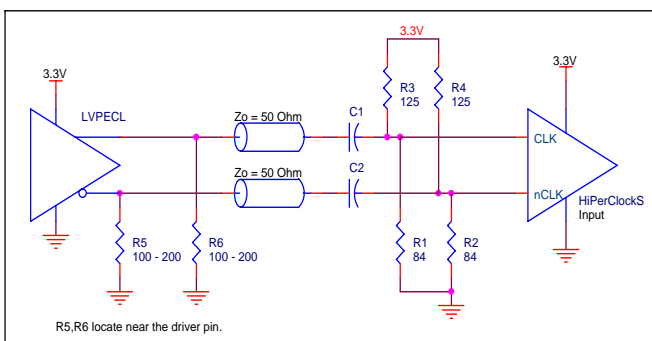 3.3V
3.3V
3.3V
R3
125
R4
125
LVPECL
Zo = 50 Ohm
C1
CLK
Zo = 50 Ohm
C2
nCLK
HiPerClockS
Input
R5
100 - 200
R6
100 - 200
R1
84
R2
84
R5,R6 locate near the driver pin.